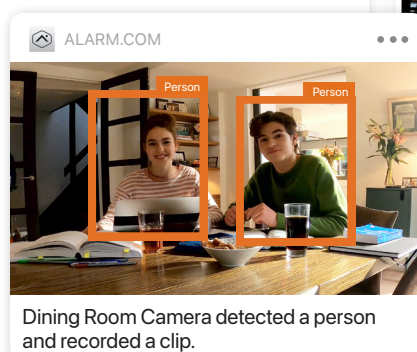 ALARM.COM
Person
Person
Dining Room Camera detected a person
and recorded a clip.